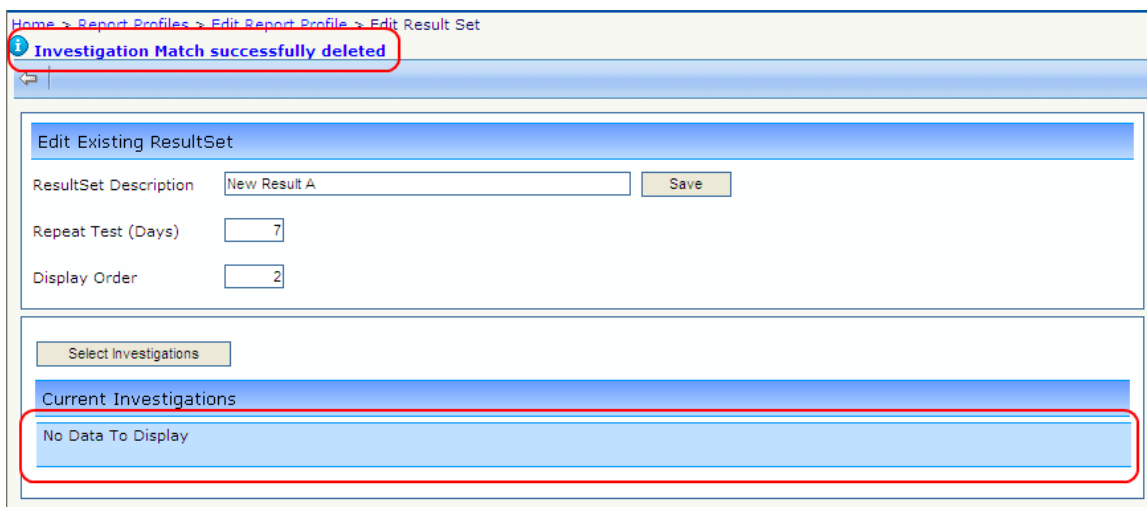 Home > Report Profiles > Edit Report Profile > Edit Result Set
Investigation Match successfully deleted
Edit Existing ResultSet
ResultSet Description New Result A Save
Repeat Test (Days) 7
Display Order 2
Select Investigations
Current Investigations
No Data To Display